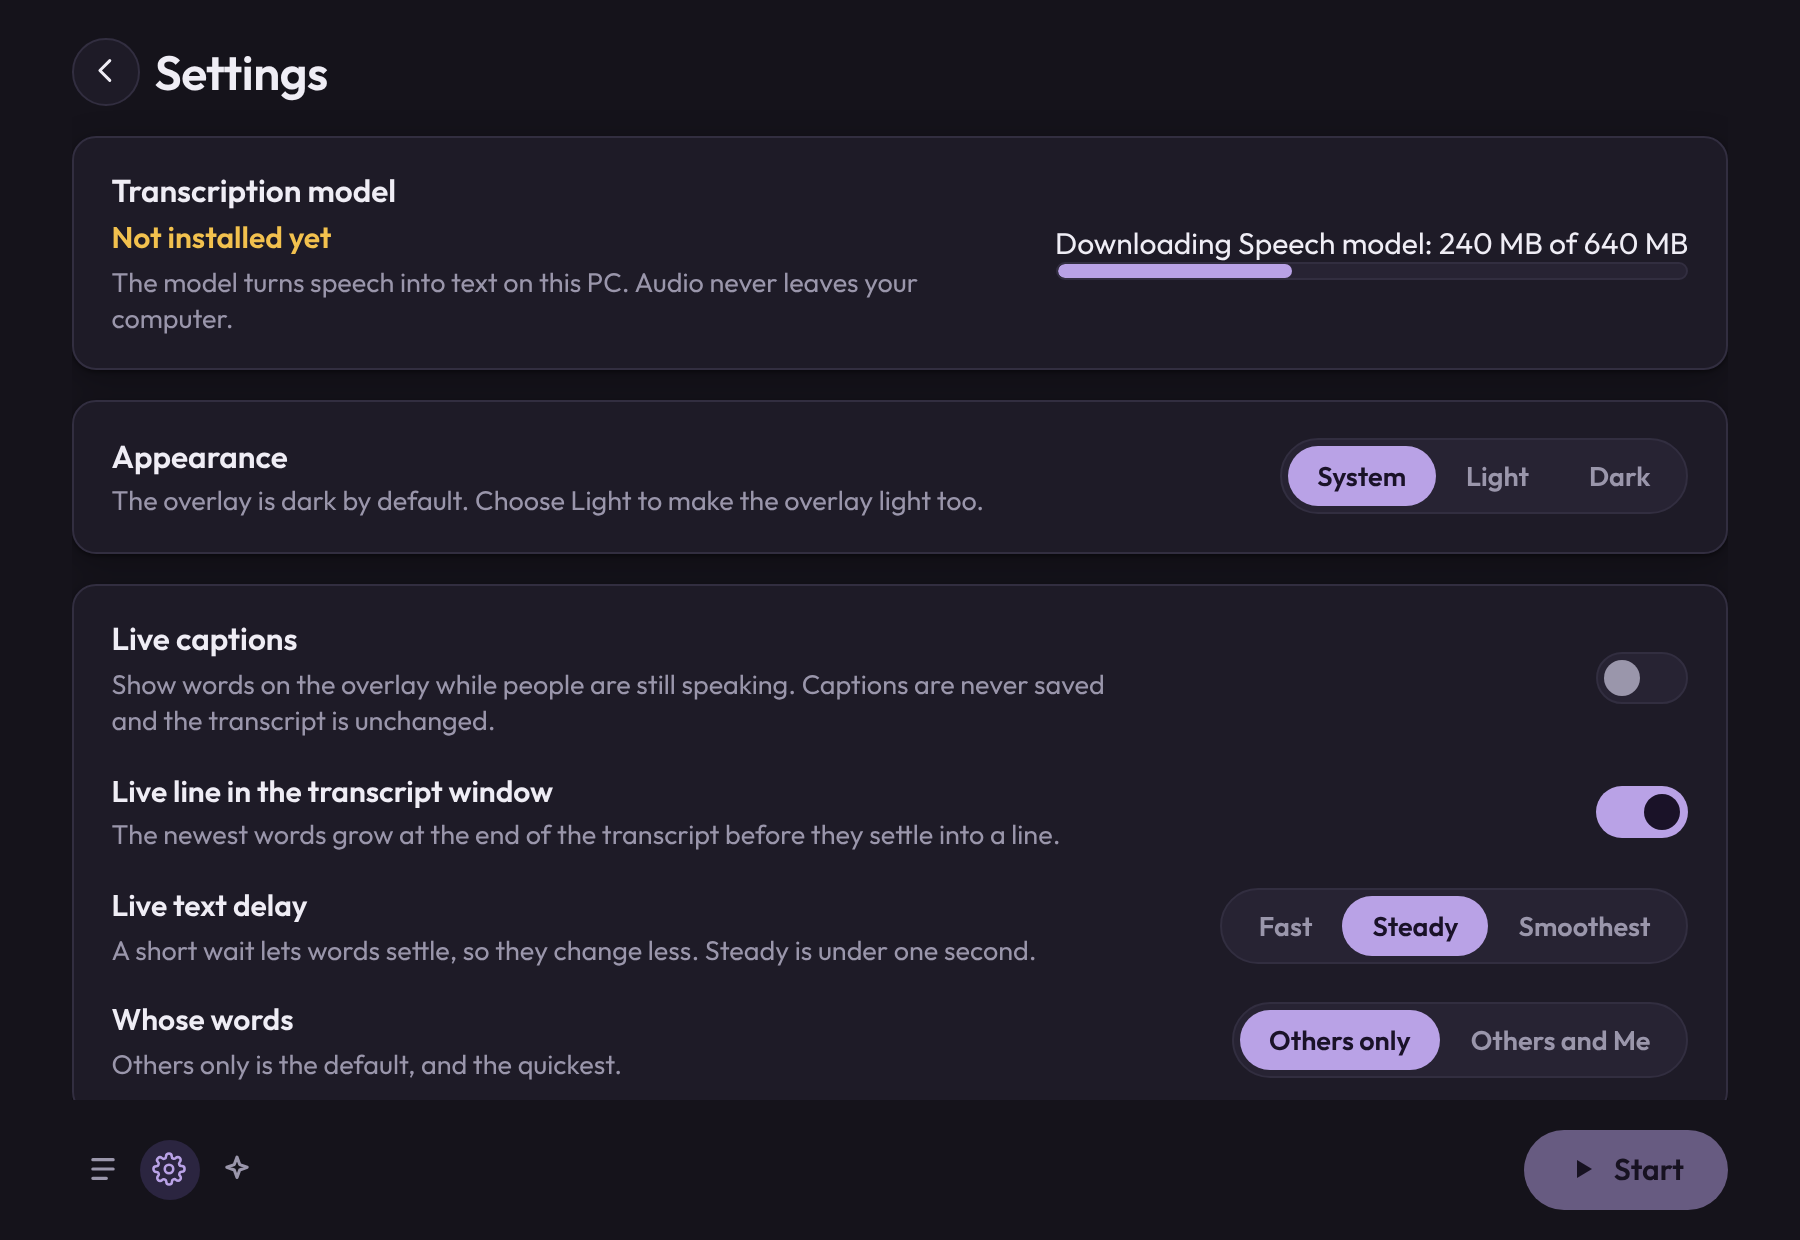 Settings
Transcription model
Not installed yet
The model turns speech into text on this PC. Audio never leaves your
computer.
Downloading Speech model: 240 MB of 640 MB
Appearance
The overlay is dark by default. Choose Light to make the overlay light too.
System Light Dark
Live captions
Show words on the overlay while people are still speaking. Captions are never saved
and the transcript is unchanged.
Live line in the transcript window
The newest words grow at the end of the transcript before they settle into a line.
Live text delay
A short wait lets words settle, so they change less. Steady is under one second.
Fast Steady Smoothest
Whose words
Others only is the default, and the quickest.
Others only Others and Me
Start